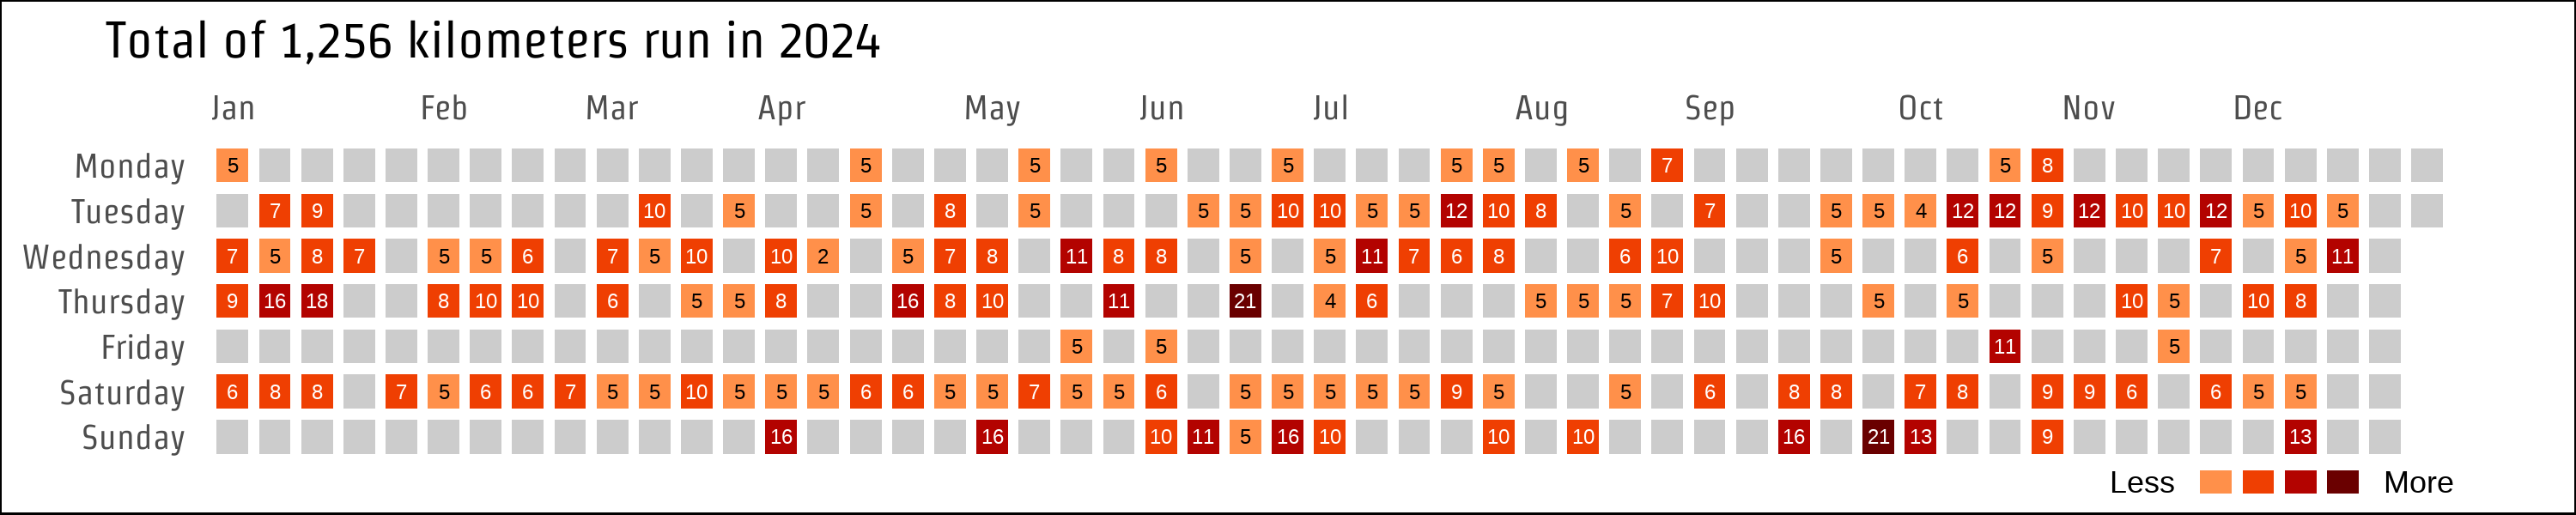 Total of 1,256 kilometers run in 2024
Jan Feb Mar Apr May Jun Jul Aug Sep Oct Nov Dec
Monday 5 5 5 5 5 5 5 5 7 5 8
Tuesday 7 9 10 5 5 8 5 5 5 10 10 5 5 12 10 8 5 7 5 5 4 12 12 9 12 10 10 12 5 10 5
Wednesday 7 5 8 7 5 5 6 7 5 10 10 2 5 7 8 11 8 8 5 5 11 7 6 8 6 10 5 6 5 7 5 11
Thursday 9 16 18 8 10 10 6 5 5 8 16 8 10 11 21 4 6 5 5 5 7 10 5 5 10 5 10 8
Friday 5 5 11 5
Saturday 6 8 8 7 5 6 6 7 5 5 10 5 5 5 6 6 5 5 7 5 5 6 5 5 5 5 5 9 5 5 6 8 8 7 8 9 9 6 6 5 5
Sunday 16 16 10 11 5 16 10 10 10 16 21 13 9 13
Less More